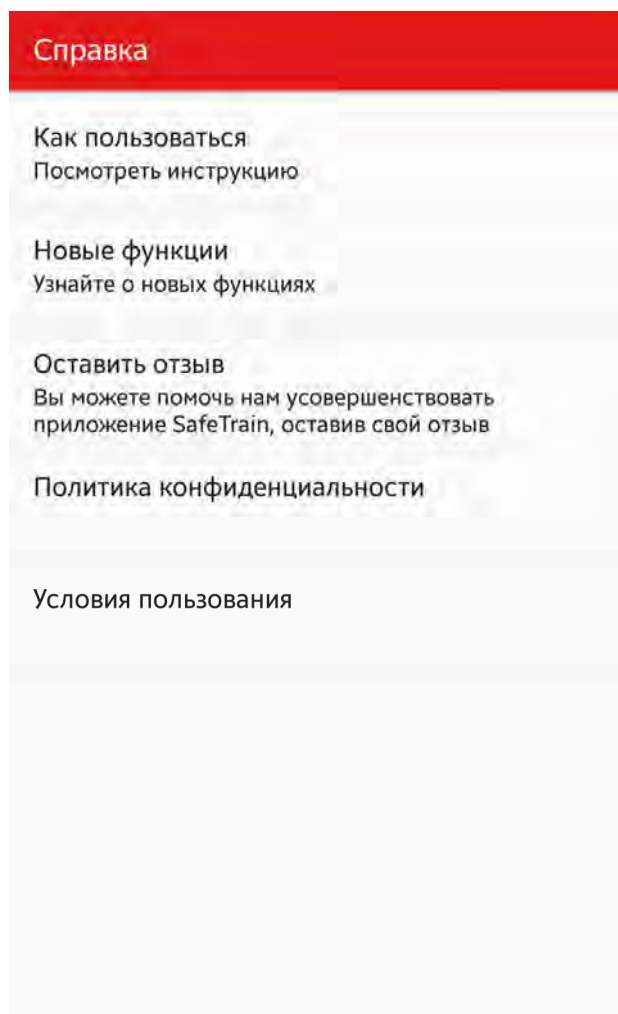 Справка
Как пользоваться
Посмотреть инструкцию
Новые функции
Узнайте о новых функциях
Оставить отзыв
Вы можете помочь нам усовершенствовать
приложение SafeTrain, оставив свой отзыв
Политика конфиденциальности
Условия пользования